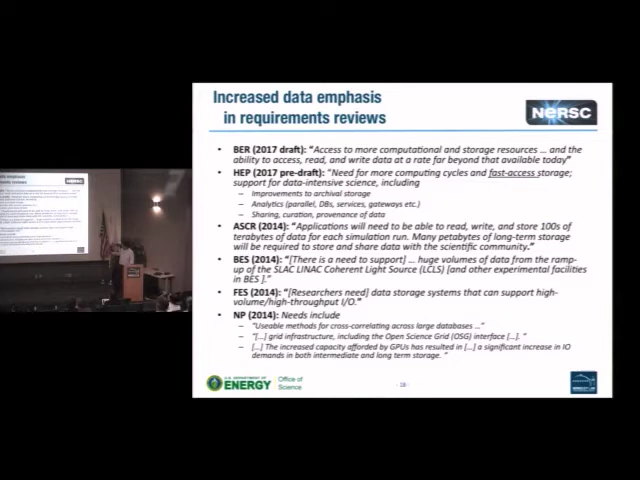 Increased data emphasis
in requirements reviews
NERSC
• BER (2017 draft): "Access to more computational and storage resources ... and the
ability to access, read, and write data at a rate far beyond that available today"
• HEP (2017 pre-draft): "Need for more computing cycles and fast-access storage;
support for data-intensive science, including
– Improvements to archival storage
– Analytics (parallel, DBs, services, gateways etc.)
– Sharing, curation, provenance of data
• ASCR (2014): "Applications will need to be able to read, write, and store 100s of
terabytes of data for each simulation run. Many petabytes of long-term storage
will be required to store and share data with the scientific community."
• BES (2014): "[There is a need to support] ... huge volumes of data from the ramp-
up of the SLAC LINAC Coherent Light Source (LCLS) [and other experimental facilities
in BES ]."
• FES (2014): "[Researchers need] data storage systems that can support high-
volume/high-throughput I/O."
• NP (2014): Needs include
– "Useable methods for cross-correlating across large databases ..."
– "[...] grid infrastructure, including the Open Science Grid (OSG) interface [...]. "
– "[...] The increased capacity afforded by GPUs has resulted in [...] a significant increase in IO
demands in both intermediate and long term storage. "
U.S. DEPARTMENT OF
ENERGY
Office of
Science
- 18 -